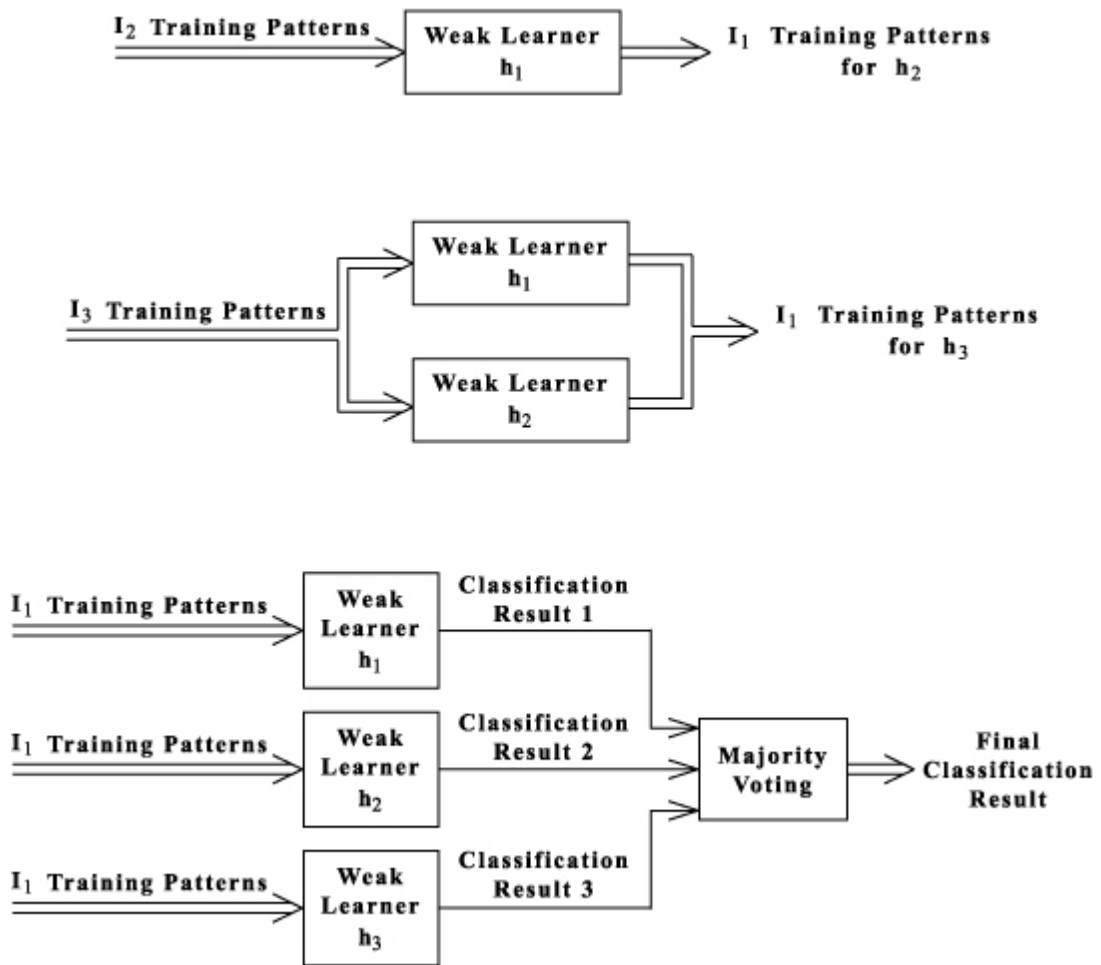 I₂ Training Patterns
Weak Learner
h₁
I₁ Training Patterns
for h₂
I₃ Training Patterns
Weak Learner
h₁
Weak Learner
h₂
I₁ Training Patterns
for h₃
I₁ Training Patterns
Weak
Learner
h₁
Classification
Result 1
I₁ Training Patterns
Weak
Learner
h₂
Classification
Result 2
I₁ Training Patterns
Weak
Learner
h₃
Classification
Result 3
Majority
Voting
Final
Classification
Result